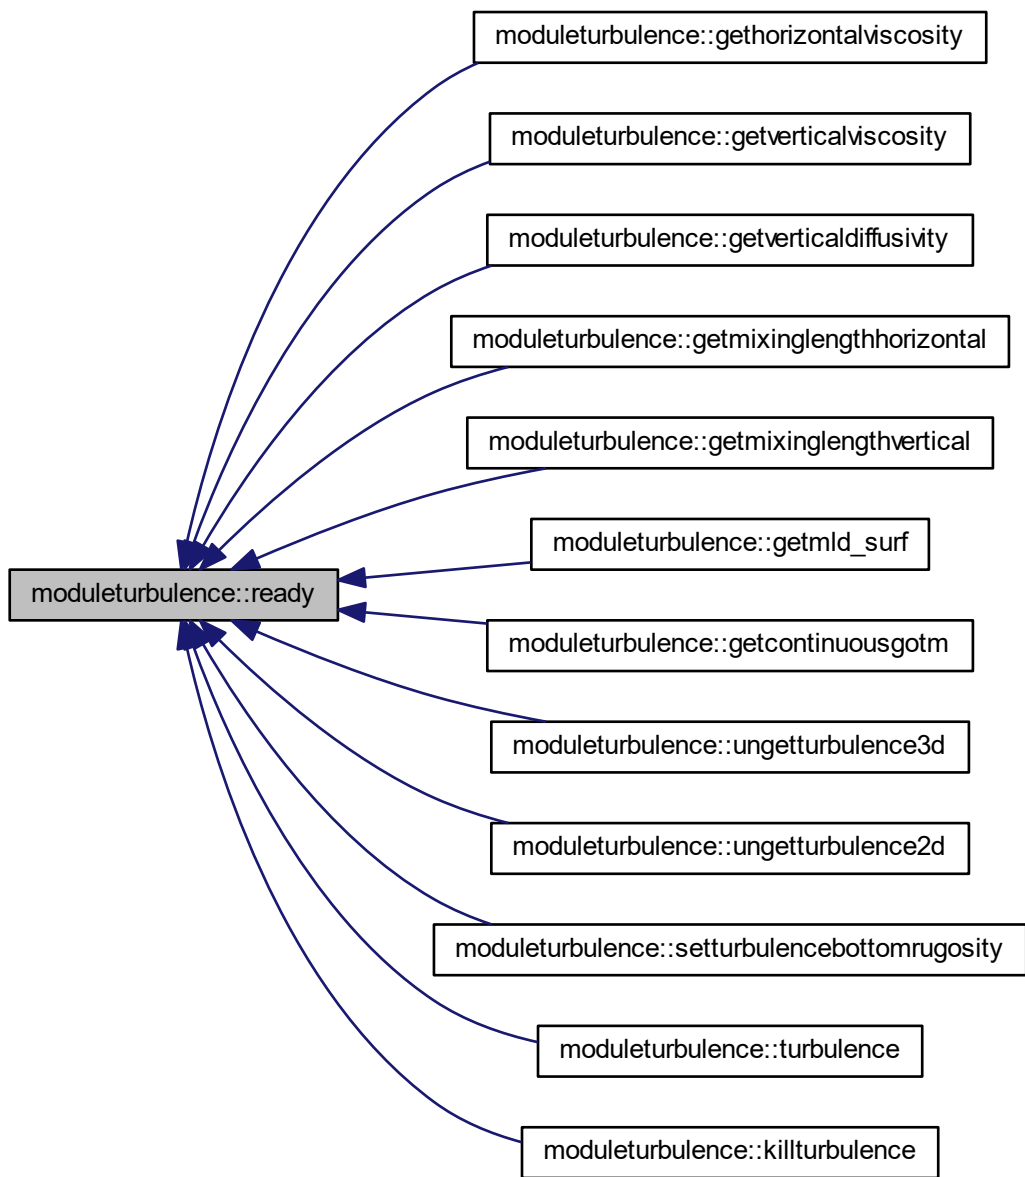 moduleturbulence::gethorizontalviscosity
moduleturbulence::getverticalviscosity
moduleturbulence::getverticaldiffusivity
moduleturbulence::getmixinglengthhorizontal
moduleturbulence::getmixinglengthvertical
moduleturbulence::getmld_surf
moduleturbulence::ready
moduleturbulence::getcontinuousgotm
moduleturbulence::ungetturbulence3d
moduleturbulence::ungetturbulence2d
moduleturbulence::setturbulencebottomrugosity
moduleturbulence::turbulence
moduleturbulence::killturbulence